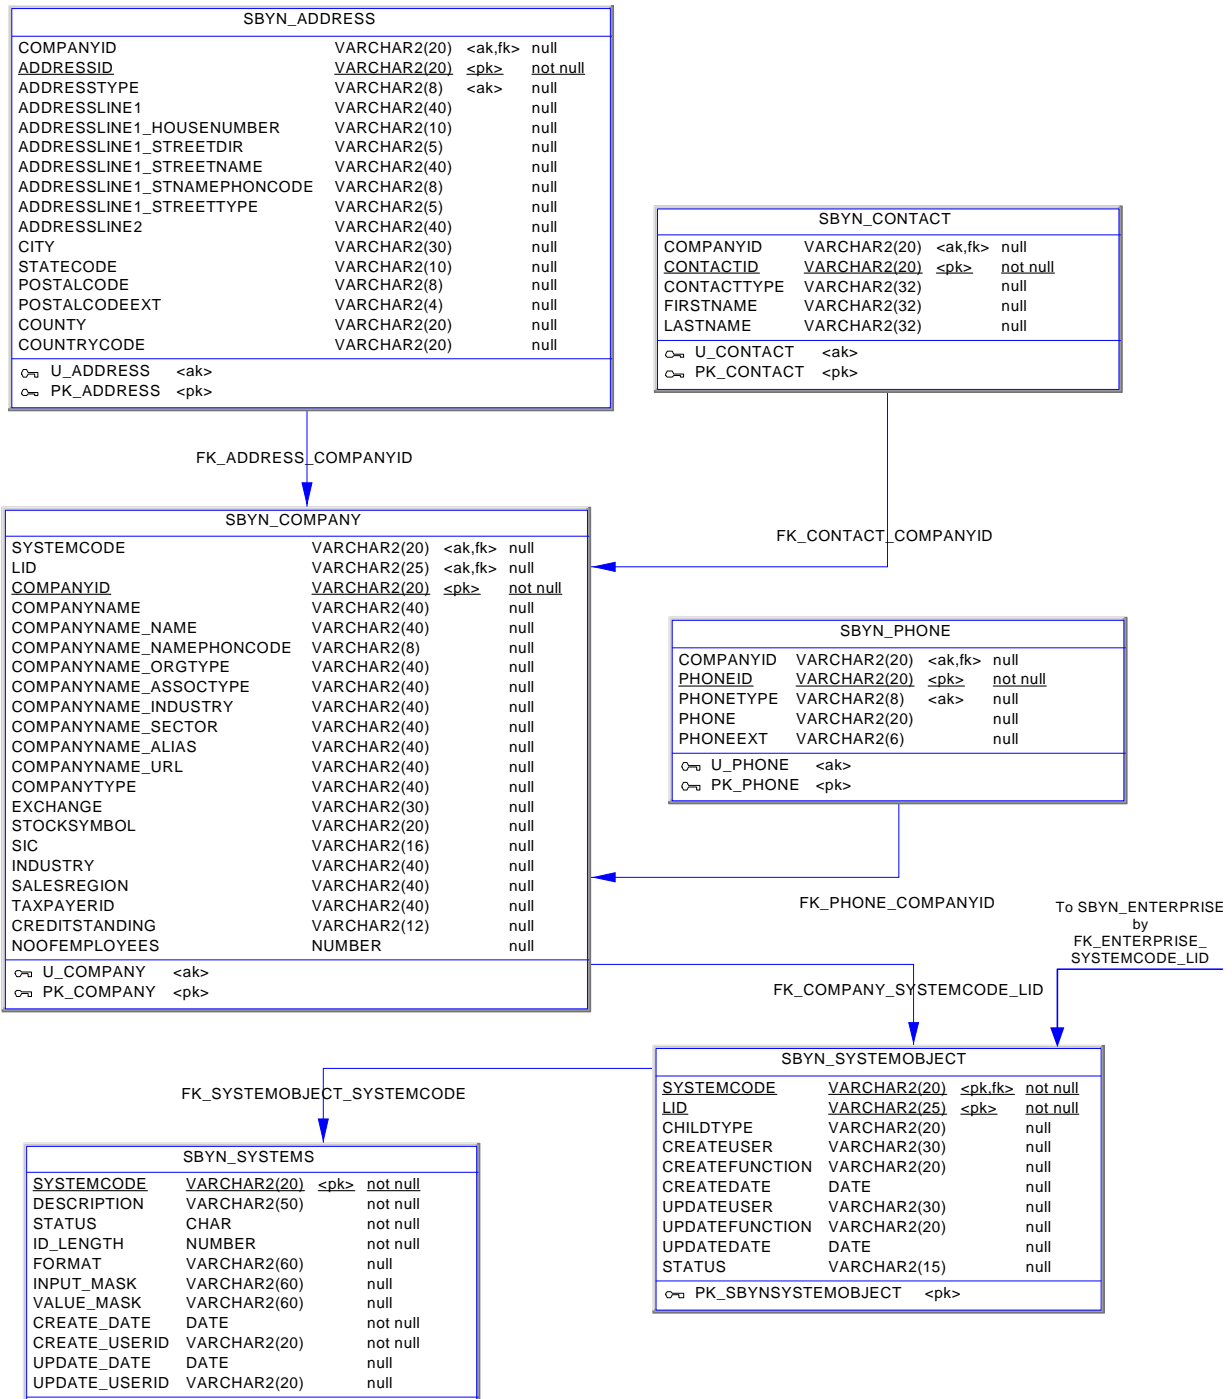 SBYN_ADDRESS
COMPANYID VARCHAR2(20) <ak,fk> null
ADDRESSID VARCHAR2(20) <pk> not null
ADDRESSTYPE VARCHAR2(8) <ak> null
ADDRESSLINE1 VARCHAR2(40) null
ADDRESSLINE1_HOUSENUMBER VARCHAR2(10) null
ADDRESSLINE1_STREETDIR VARCHAR2(5) null
ADDRESSLINE1_STREETNAME VARCHAR2(40) null
ADDRESSLINE1_STNAMEPHONCODE VARCHAR2(8) null
ADDRESSLINE1_STREETTYPE VARCHAR2(5) null
ADDRESSLINE2 VARCHAR2(40) null
CITY VARCHAR2(30) null
STATECODE VARCHAR2(10) null
POSTALCODE VARCHAR2(8) null
POSTALCODEEXT VARCHAR2(4) null
COUNTY VARCHAR2(20) null
COUNTRYCODE VARCHAR2(20) null
U_ADDRESS <ak>
PK_ADDRESS <pk>
SBYN_CONTACT
COMPANYID VARCHAR2(20) <ak,fk> null
CONTACTID VARCHAR2(20) <pk> not null
CONTACTTYPE VARCHAR2(32) null
FIRSTNAME VARCHAR2(32) null
LASTNAME VARCHAR2(32) null
U_CONTACT <ak>
PK_CONTACT <pk>
FK_ADDRESS_COMPANYID
FK_CONTACT_COMPANYID
SBYN_COMPANY
SYSTEMCODE VARCHAR2(20) <ak,fk> null
LID VARCHAR2(25) <ak,fk> null
COMPANYID VARCHAR2(20) <pk> not null
COMPANYNAME VARCHAR2(40) null
COMPANYNAME_NAME VARCHAR2(40) null
COMPANYNAME_NAMEPHONCODE VARCHAR2(8) null
COMPANYNAME_ORGTYPE VARCHAR2(40) null
COMPANYNAME_ASSOCTYPE VARCHAR2(40) null
COMPANYNAME_INDUSTRY VARCHAR2(40) null
COMPANYNAME_SECTOR VARCHAR2(40) null
COMPANYNAME_ALIAS VARCHAR2(40) null
COMPANYNAME_URL VARCHAR2(40) null
COMPANYTYPE VARCHAR2(40) null
EXCHANGE VARCHAR2(30) null
STOCKSYMBOL VARCHAR2(20) null
SIC VARCHAR2(16) null
INDUSTRY VARCHAR2(40) null
SALESREGION VARCHAR2(40) null
TAXPAYERID VARCHAR2(40) null
CREDITSTANDING VARCHAR2(12) null
NOOFEMPLOYEES NUMBER null
U_COMPANY <ak>
PK_COMPANY <pk>
SBYN_PHONE
COMPANYID VARCHAR2(20) <ak,fk> null
PHONEID VARCHAR2(20) <pk> not null
PHONETYPE VARCHAR2(8) <ak> null
PHONE VARCHAR2(20) null
PHONEEXT VARCHAR2(6) null
U_PHONE <ak>
PK_PHONE <pk>
FK_PHONE_COMPANYID
To SBYN_ENTERPRISE
by
FK_ENTERPRISE_
SYSTEMCODE_LID
FK_COMPANY_SYSTEMCODE_LID
SBYN_SYSTEMOBJECT
SYSTEMCODE VARCHAR2(20) <pk,fk> not null
LID VARCHAR2(25) <pk> not null
CHILDTYPE VARCHAR2(20) null
CREATEUSER VARCHAR2(30) null
CREATEFUNCTION VARCHAR2(20) null
CREATEDATE DATE null
UPDATEUSER VARCHAR2(30) null
UPDATEFUNCTION VARCHAR2(20) null
UPDATEDATE DATE null
STATUS VARCHAR2(15) null
PK_SBYNSYSTEMOBJECT <pk>
FK_SYSTEMOBJECT_SYSTEMCODE
SBYN_SYSTEMS
SYSTEMCODE VARCHAR2(20) <pk> not null
DESCRIPTION VARCHAR2(50) not null
STATUS CHAR not null
ID_LENGTH NUMBER not null
FORMAT VARCHAR2(60) null
INPUT_MASK VARCHAR2(60) null
VALUE_MASK VARCHAR2(60) null
CREATE_DATE DATE not null
CREATE_USERID VARCHAR2(20) not null
UPDATE_DATE DATE null
UPDATE_USERID VARCHAR2(20) null